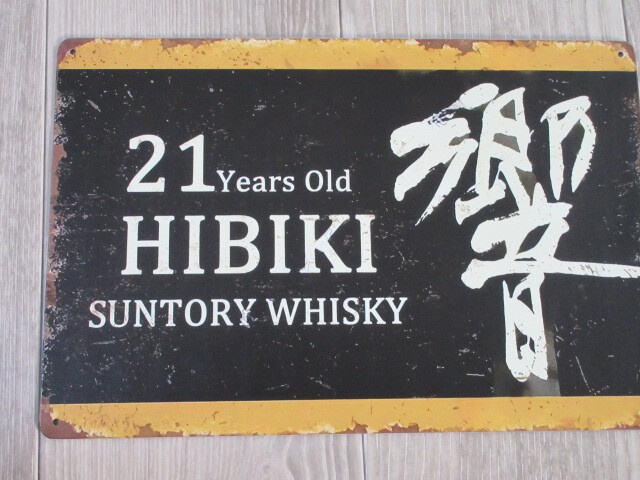 21 Years Old
HIBIKI
SUNTORY WHISKY
響